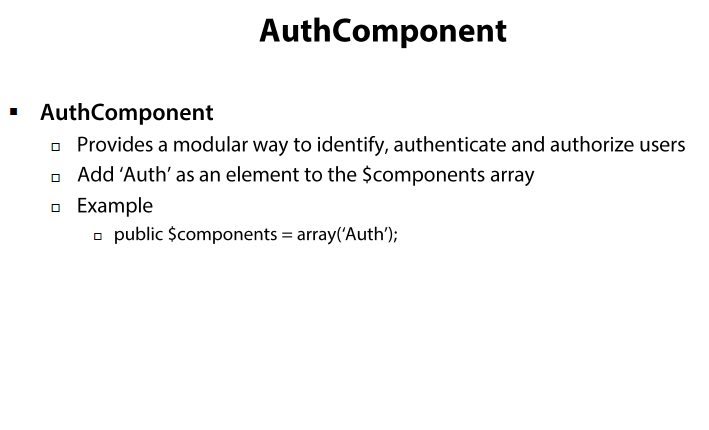 AuthComponent
AuthComponent
Provides a modular way to identify, authenticate and authorize users
Add ‘Auth’ as an element to the $components array
Example
public $components = array(‘Auth’);